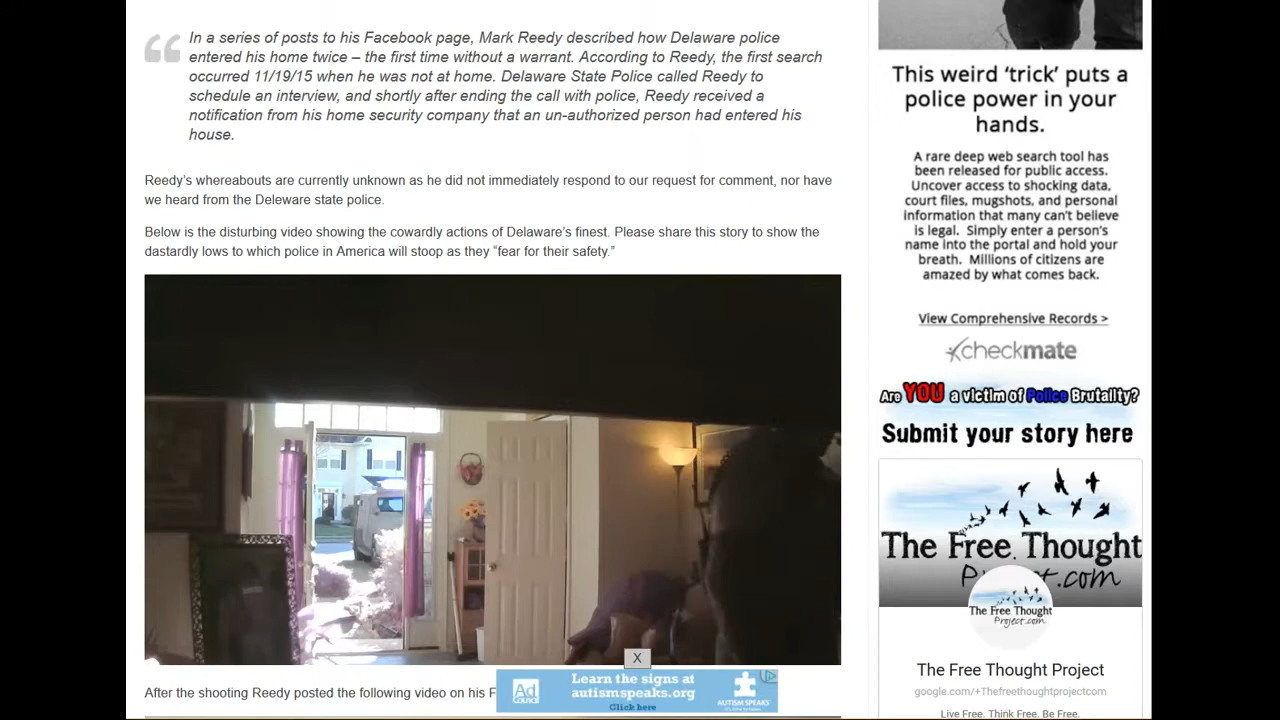 In a series of posts to his Facebook page, Mark Reedy described how Delaware police
entered his home twice – the first time without a warrant. According to Reedy, the first search
occurred 11/19/15 when he was not at home. Delaware State Police called Reedy to
schedule an interview, and shortly after ending the call with police, Reedy received a
notification from his home security company that an un-authorized person had entered his
house.
Reedy’s whereabouts are currently unknown as he did not immediately respond to our request for comment, nor have
we heard from the Deleware state police.
Below is the disturbing video showing the cowardly actions of Delaware’s finest. Please share this story to show the
dastardly lows to which police in America will stoop as they “fear for their safety.”
After the shooting Reedy posted the following video on his F
X
Ad
COUNCIL
Learn the signs at
autismspeaks.org
Click here
AUTISM SPEAKS
This weird ‘trick’ puts a
police power in your
hands.
A rare deep web search tool has
been released for public access.
Uncover access to shocking data,
court files, mugshots, and personal
information that many can’t believe
is legal. Simply enter a person’s
name into the portal and hold your
breath. Millions of citizens are
amazed by what comes back.
View Comprehensive Records >
checkmate
Are YOU a victim of Police Brutality?
Submit your story here
The Free Thought
Project.com
The Free Thought
Project.com
The Free Thought Project
google.com/+Thefreethoughtprojectcom
Live Free. Think Free. Be Free.